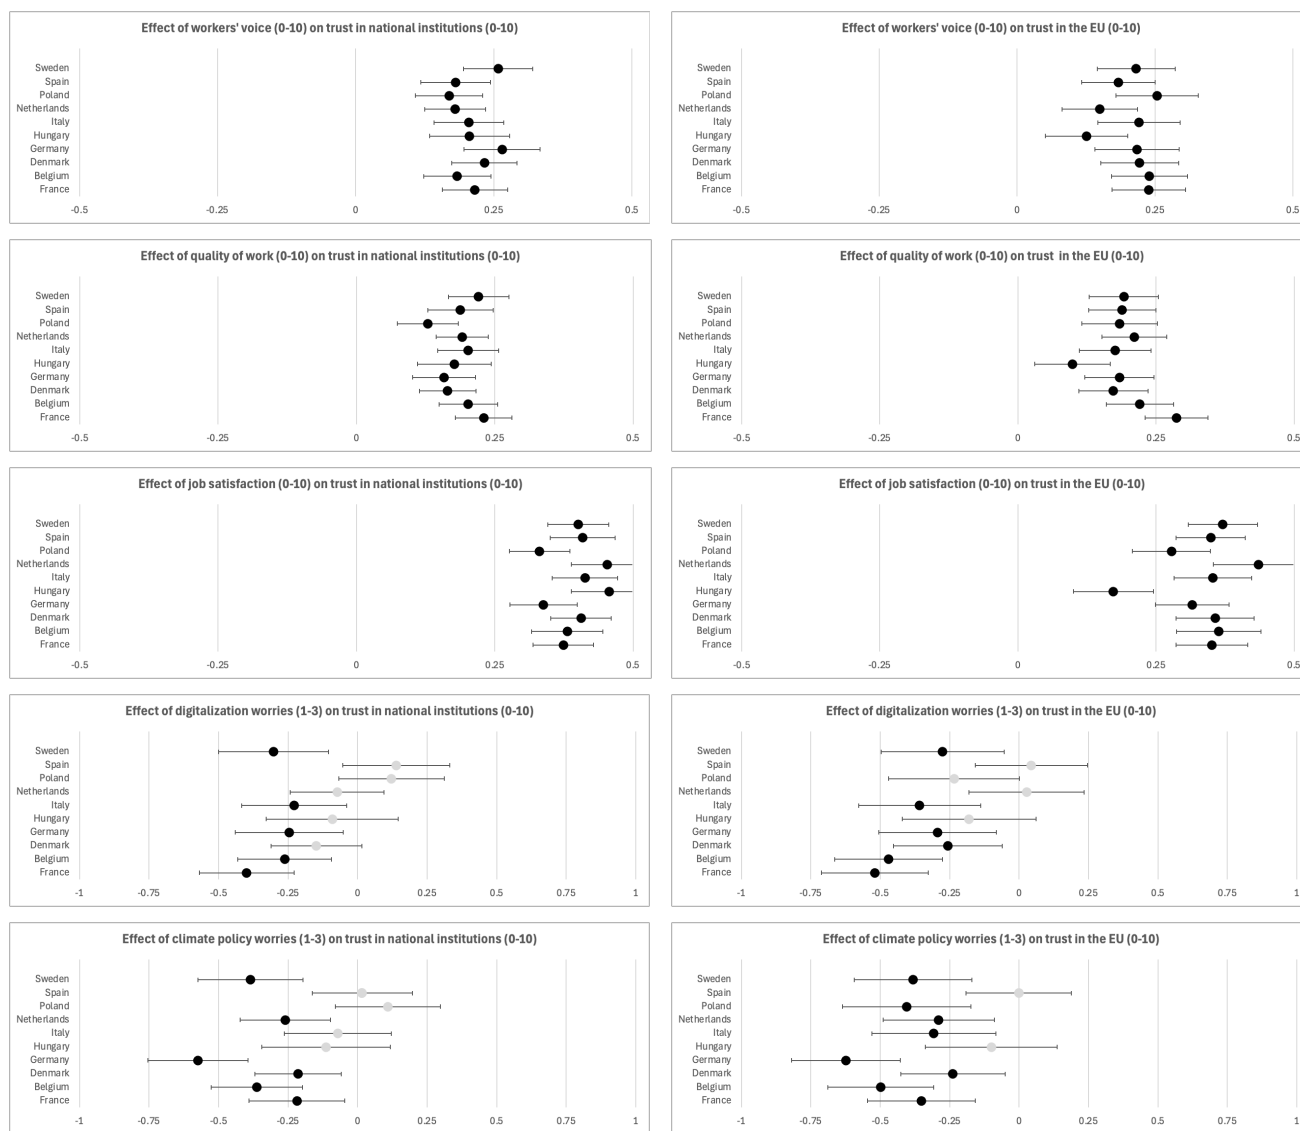 Effect of workers' voice (0-10) on trust in national institutions (0-10)
Sweden
Spain
Poland
Netherlands
Italy
Hungary
Germany
Denmark
Belgium
France
-0.5 -0.25 0 0.25 0.5
Effect of workers' voice (0-10) on trust in the EU (0-10)
Sweden
Spain
Poland
Netherlands
Italy
Hungary
Germany
Denmark
Belgium
France
-0.5 -0.25 0 0.25 0.5
Effect of quality of work (0-10) on trust in national institutions (0-10)
Sweden
Spain
Poland
Netherlands
Italy
Hungary
Germany
Denmark
Belgium
France
-0.5 -0.25 0 0.25 0.5
Effect of quality of work (0-10) on trust in the EU (0-10)
Sweden
Spain
Poland
Netherlands
Italy
Hungary
Germany
Denmark
Belgium
France
-0.5 -0.25 0 0.25 0.5
Effect of job satisfaction (0-10) on trust in national institutions (0-10)
Sweden
Spain
Poland
Netherlands
Italy
Hungary
Germany
Denmark
Belgium
France
-0.5 -0.25 0 0.25 0.5
Effect of job satisfaction (0-10) on trust in the EU (0-10)
Sweden
Spain
Poland
Netherlands
Italy
Hungary
Germany
Denmark
Belgium
France
-0.5 -0.25 0 0.25 0.5
Effect of digitalization worries (1-3) on trust in national institutions (0-10)
Sweden
Spain
Poland
Netherlands
Italy
Hungary
Germany
Denmark
Belgium
France
-1 -0.75 -0.5 -0.25 0 0.25 0.5 0.75 1
Effect of digitalization worries (1-3) on trust in the EU (0-10)
Sweden
Spain
Poland
Netherlands
Italy
Hungary
Germany
Denmark
Belgium
France
-1 -0.75 -0.5 -0.25 0 0.25 0.5 0.75 1
Effect of climate policy worries (1-3) on trust in national institutions (0-10)
Sweden
Spain
Poland
Netherlands
Italy
Hungary
Germany
Denmark
Belgium
France
-1 -0.75 -0.5 -0.25 0 0.25 0.5 0.75 1
Effect of climate policy worries (1-3) on trust in the EU (0-10)
Sweden
Spain
Poland
Netherlands
Italy
Hungary
Germany
Denmark
Belgium
France
-1 -0.75 -0.5 -0.25 0 0.25 0.5 0.75 1